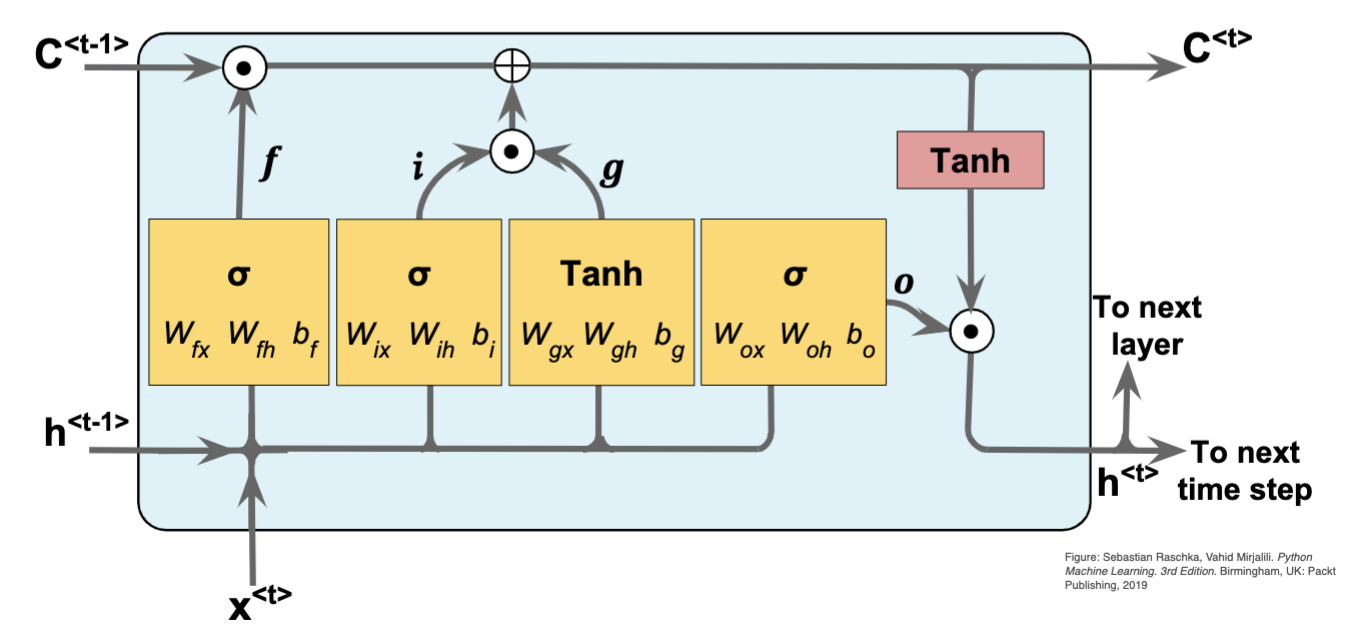 C<t-1>
C<t>
f
i
g
Tanh
σ
W_fx W_fh b_f
σ
W_ix W_ih b_i
Tanh
W_gx W_gh b_g
σ
W_ox W_oh b_o
o
To next
layer
h<t-1>
h<t>
To next
time step
x<t>
Figure: Sebastian Raschka, Vahid Mirjalili. Python
Machine Learning. 3rd Edition. Birmingham, UK: Packt
Publishing, 2019